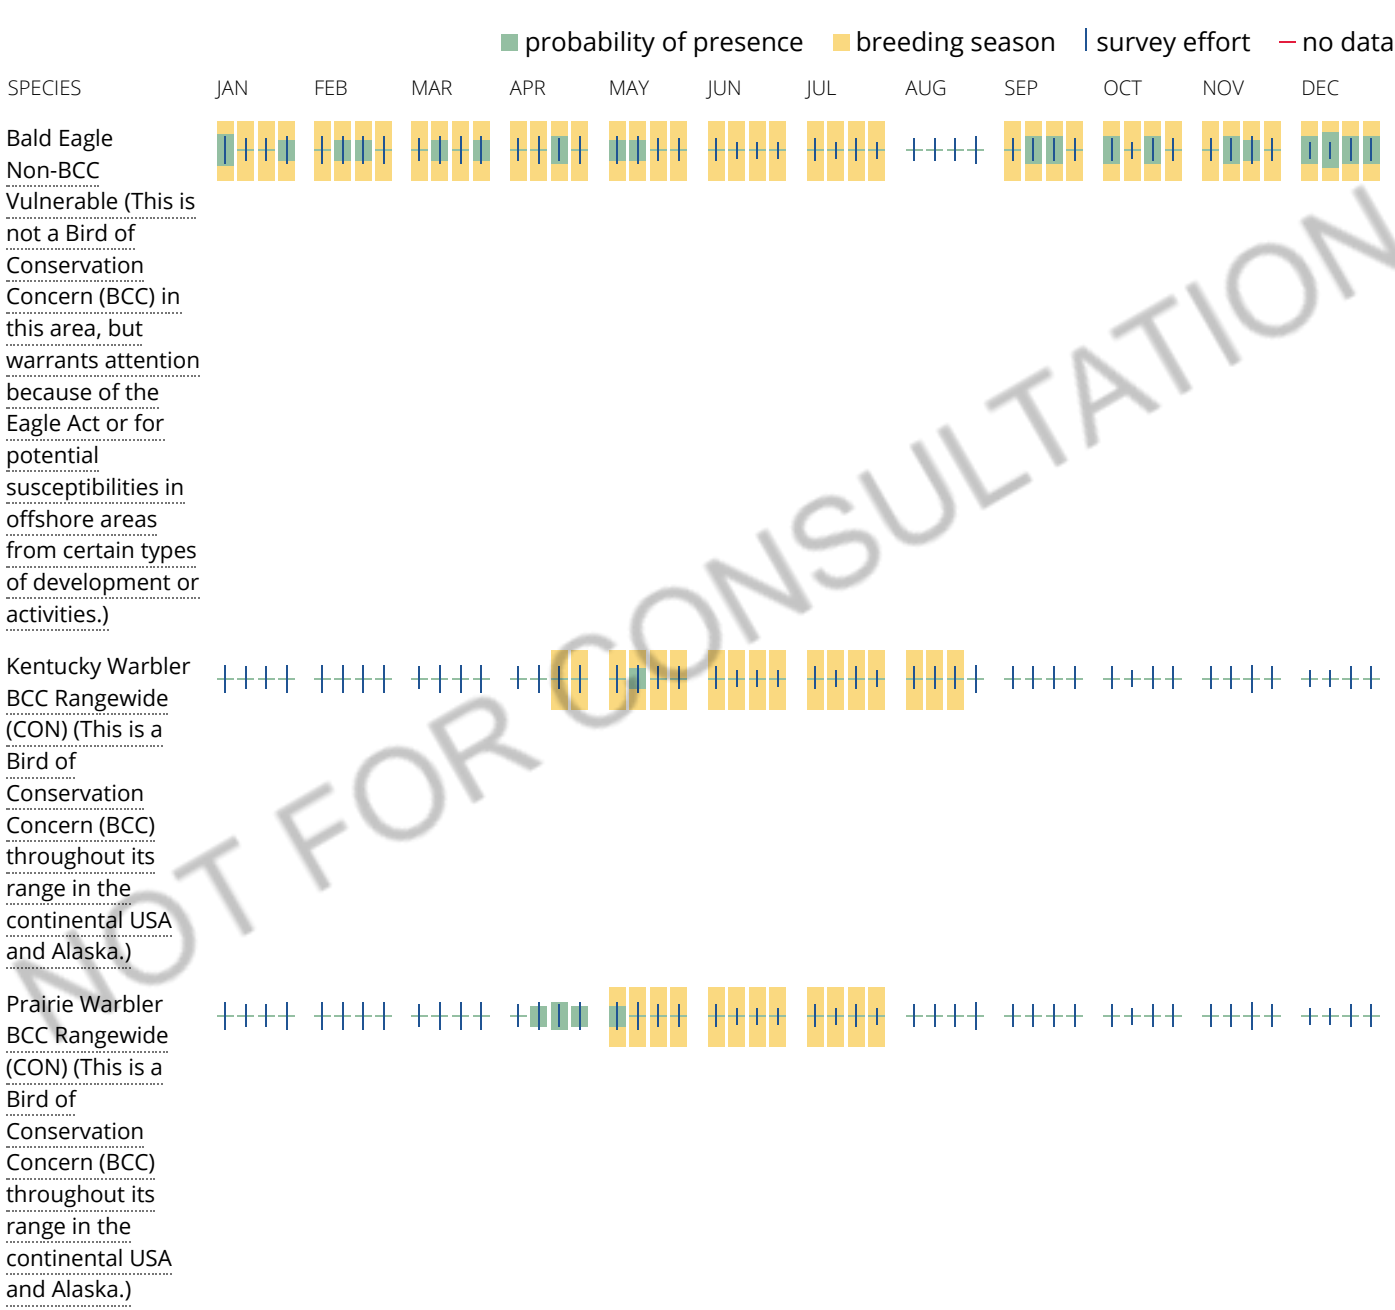 probability of presence breeding season survey effort no data
SPECIES JAN FEB MAR APR MAY JUN JUL AUG SEP OCT NOV DEC
Bald Eagle
Non-BCC
Vulnerable (This is
not a Bird of
Conservation
Concern (BCC) in
this area, but
warrants attention
because of the
Eagle Act or for
potential
susceptibilities in
offshore areas
from certain types
of development or
activities.)
Kentucky Warbler
BCC Rangewide
(CON) (This is a
Bird of
Conservation
Concern (BCC)
throughout its
range in the
continental USA
and Alaska.)
Prairie Warbler
BCC Rangewide
(CON) (This is a
Bird of
Conservation
Concern (BCC)
throughout its
range in the
continental USA
and Alaska.)
NOT FOR CONSULTATION